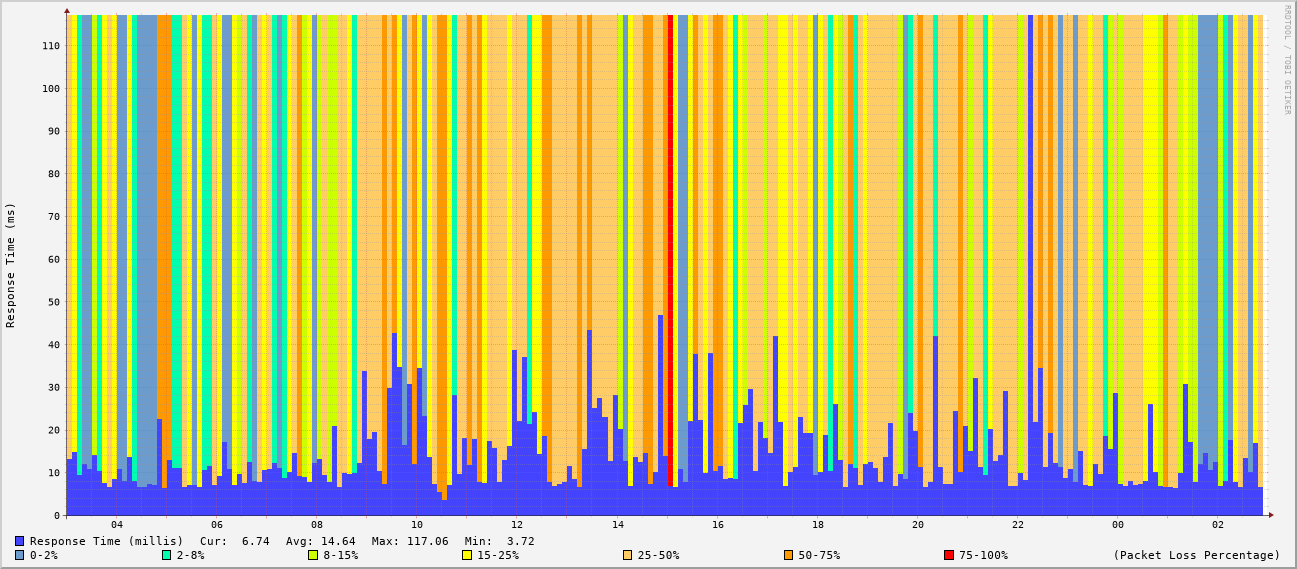 RRDTOOL / TOBI OETIKER
Response Time (ms)
110
100
90
80
70
60
50
40
30
20
10
0
04 06 08 10 12 14 16 18 20 22 00 02
Response Time (millis) Cur: 6.74 Avg: 14.64 Max: 117.06 Min: 3.72
0-2% 2-8% 8-15% 15-25% 25-50% 50-75% 75-100% (Packet Loss Percentage)